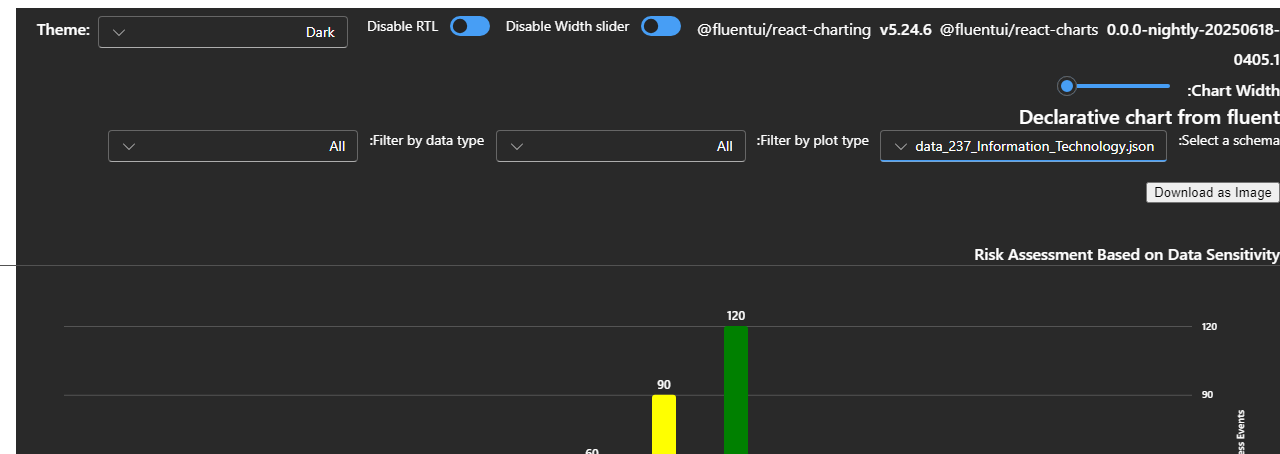 Theme: Dark Disable RTL Disable Width slider @fluentui/react-charting v5.24.6 @fluentui/react-charts 0.0.0-nightly-20250618-
0405.1
:Chart Width
Declarative chart from fluent
All :Filter by data type All :Filter by plot type data_237_Information_Technology.json :Select a schema
Download as Image
Risk Assessment Based on Data Sensitivity
120
120
90
90
60
Events